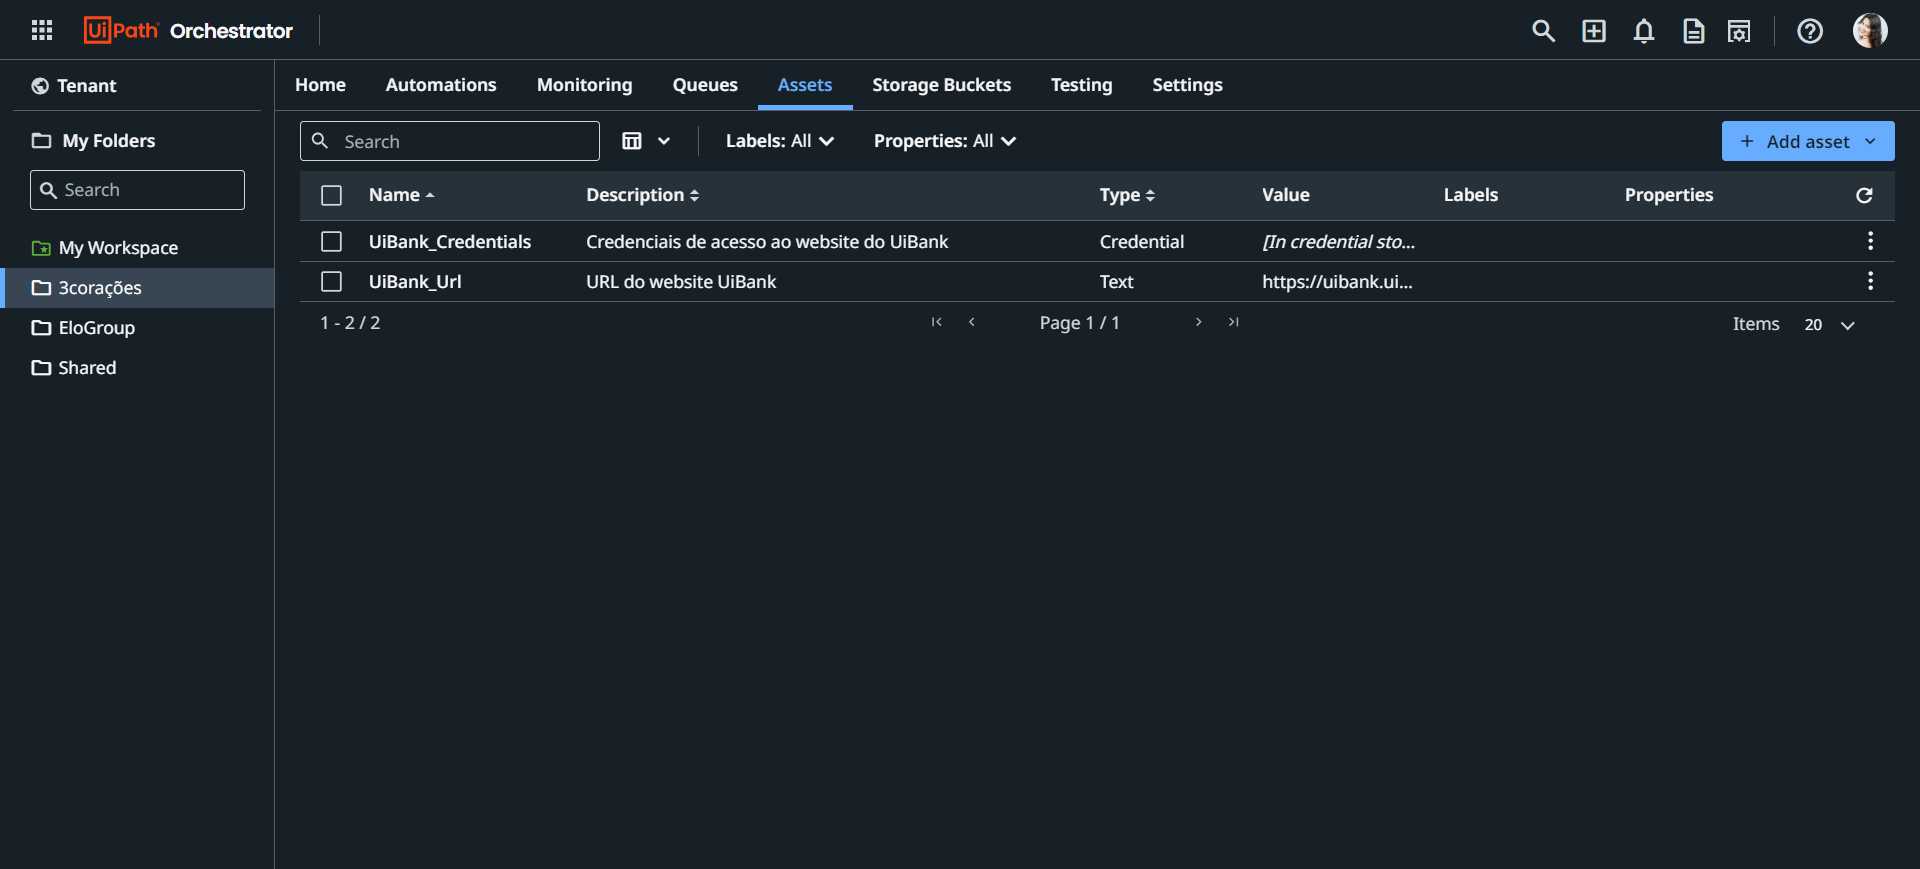 UiPath Orchestrator
Tenant
Home Automations Monitoring Queues Assets Storage Buckets Testing Settings
My Folders
Search
My Workspace
3corações
EloGroup
Shared
Search Labels: All Properties: All + Add asset
Name Description Type Value Labels Properties
UiBank_Credentials Credenciais de acesso ao website do UiBank Credential [In credential sto...
UiBank_Url URL do website UiBank Text https://uibank.ui...
1 - 2 / 2 Page 1 / 1 Items 20